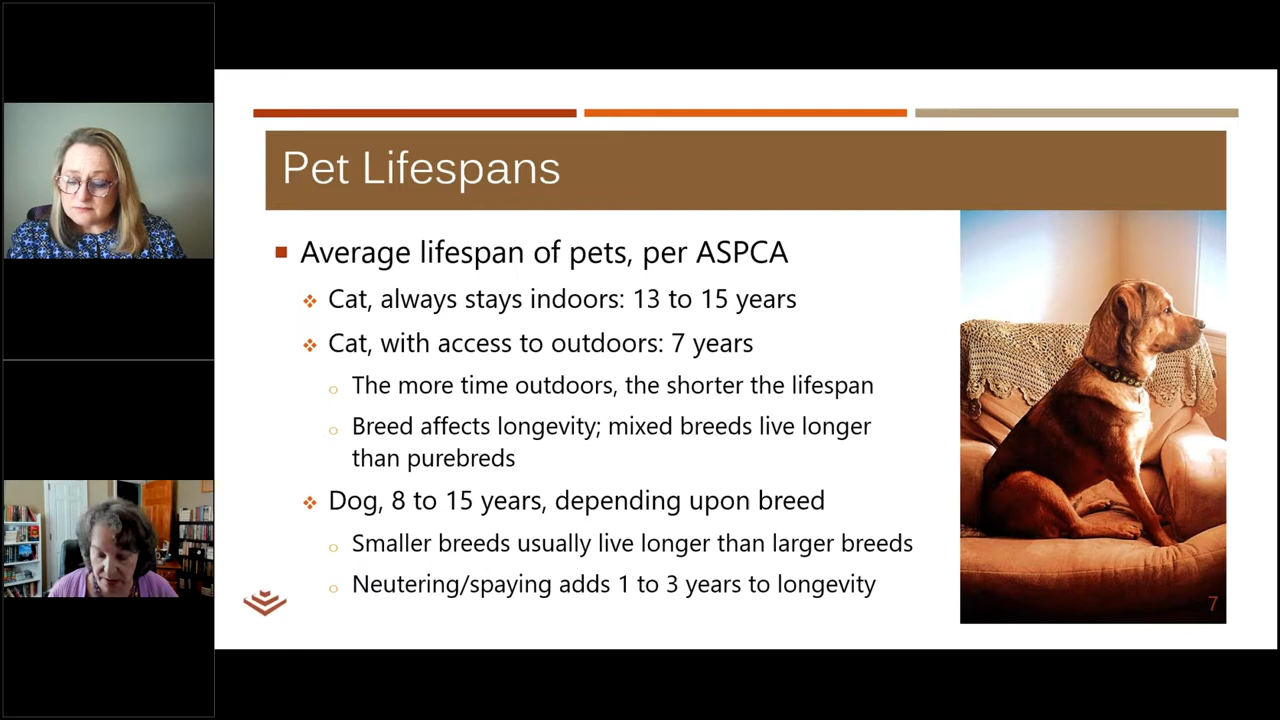 Pet Lifespans
Average lifespan of pets, per ASPCA
Cat, always stays indoors: 13 to 15 years
Cat, with access to outdoors: 7 years
The more time outdoors, the shorter the lifespan
Breed affects longevity; mixed breeds live longer
than purebreds
Dog, 8 to 15 years, depending upon breed
Smaller breeds usually live longer than larger breeds
Neutering/spaying adds 1 to 3 years to longevity
7